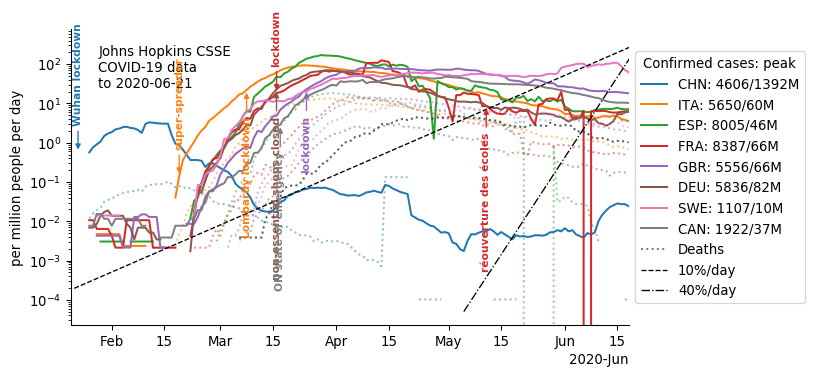 Johns Hopkins CSSE
COVID-19 data
to 2020-06-21
Wuhan lockdown
super-spreader
Lombardy lockdown
lockdown
lockdown
réouverture des écoles
per million people per day
10²
10¹
10⁰
10⁻¹
10⁻²
10⁻³
10⁻⁴
Feb
15
Mar
15
Apr
15
May
15
Jun
15
2020-Jun
Confirmed cases: peak
CHN: 4606/1392M
ITA: 5650/60M
ESP: 8005/46M
FRA: 8387/66M
GBR: 5556/66M
DEU: 5836/82M
SWE: 1107/10M
CAN: 1922/37M
Deaths
10%/day
40%/day